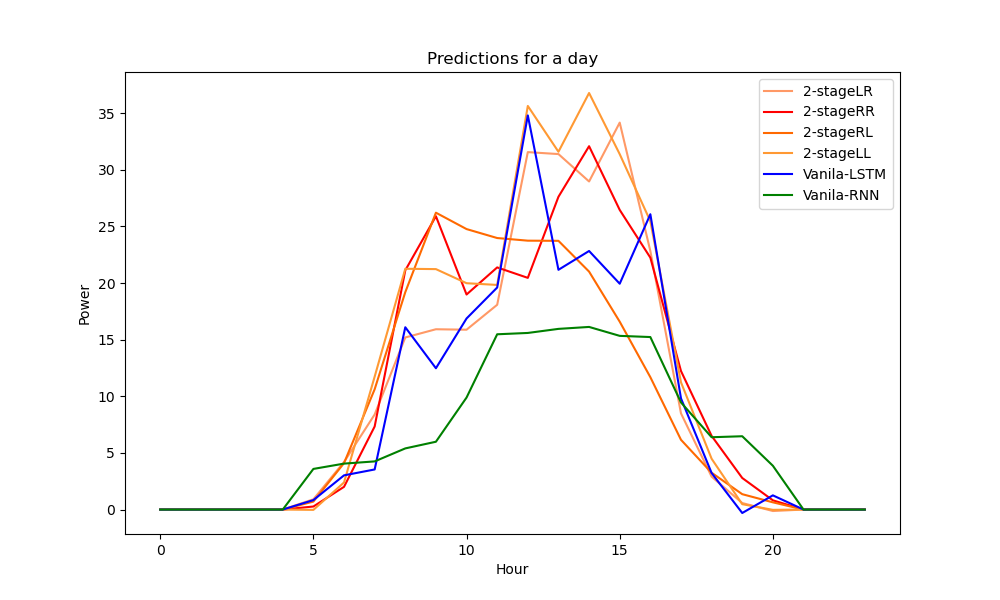 Predictions for a day
2-stageLR
2-stageRR
2-stageRL
2-stageLL
Vanila-LSTM
Vanila-RNN
35
30
25
20
15
10
5
0
Power
0 5 10 15 20
Hour